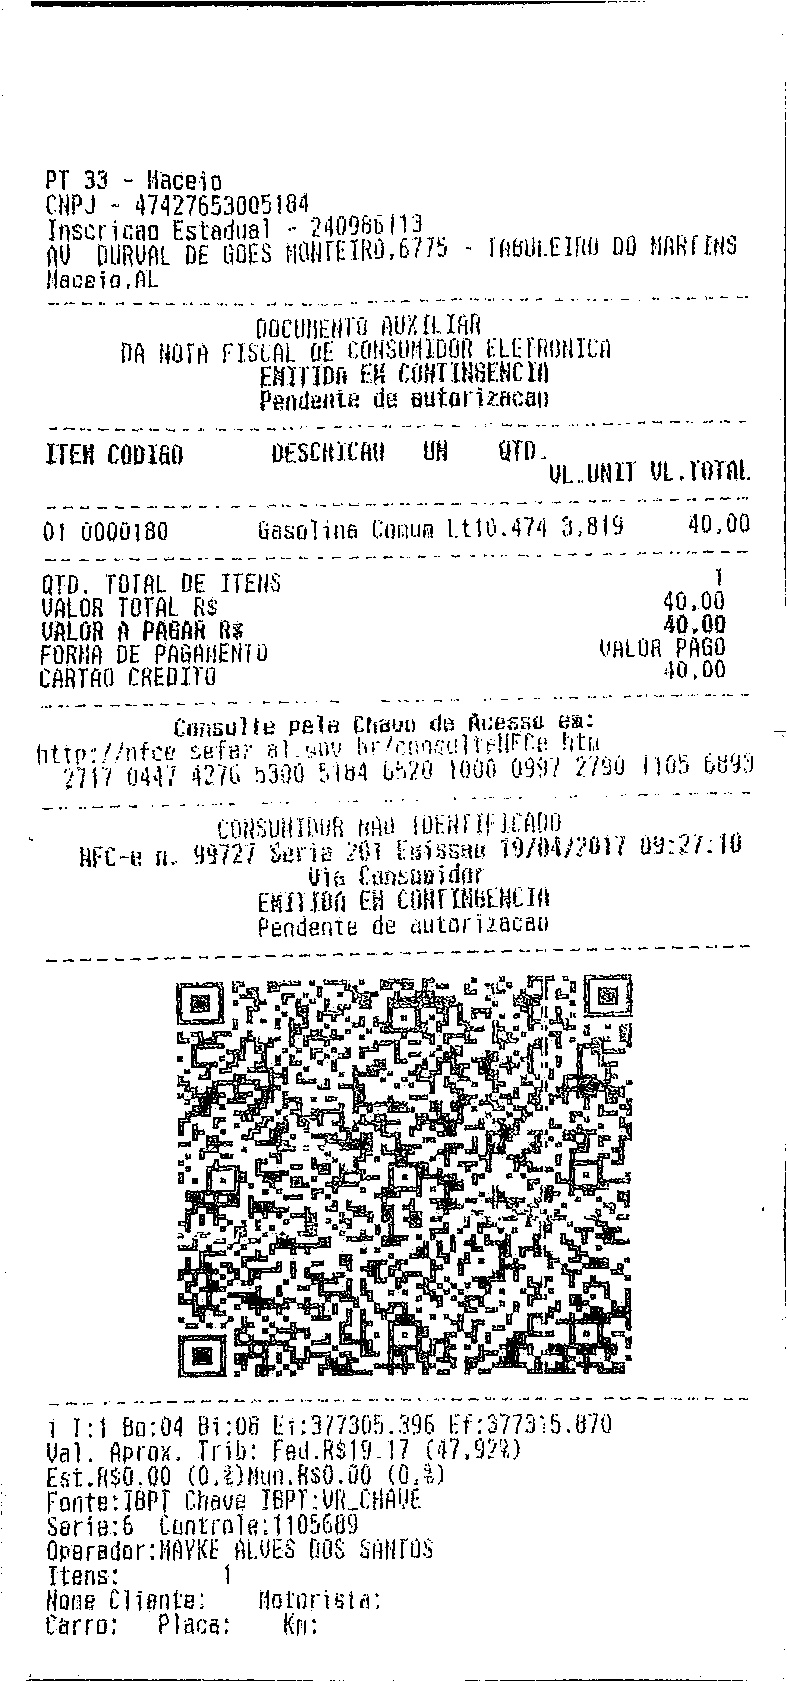 PT 33 - Maceio
CNPJ - 47427653005184
Inscricao Estadual - 240986113
AV DURVAL DE GOES MONTEIRO,6775 - TABULEIRO DO MARTINS
Maceio,AL
DOCUMENTO AUXILIAR
DA NOTA FISCAL DE CONSUMIDOR ELETRONICA
EMITIDA EM CONTINGENCIA
Pendente de autorizacao
ITEM CODIGO DESCRICAO UN QTD.
VL.UNIT VL.TOTAL
01 0000180 Gasolina Comum Lt10.474 3,819 40,00
QTD. TOTAL DE ITENS 1
VALOR TOTAL R$ 40,00
VALOR A PAGAR R$ 40,00
FORMA DE PAGAMENTO VALOR PAGO
CARTAO CREDITO 40,00
Consulte pela Chave de Acesso em:
http://nfce.sefaz.al.gov.br/consultaNFCe.htm
2717 0447 4276 5300 5184 6520 1000 0997 2790 1105 6893
CONSUMIDOR NAO IDENTIFICADO
NFC-e n. 99727 Serie 201 Emissao 19/04/2017 09:27:10
Via Consumidor
EMITIDA EM CONTINGENCIA
Pendente de autorizacao
1 I:1 Bo:04 Bi:08 Ei:377305.396 Ef:377315.870
Val. Aprox. Trib: Fed.R$19.17 (47,92%)
Est.R$0.00 (0,%)Mun.R$0.00 (0,%)
Fonte:IBPT Chave IBPT:VR_CHAVE
Serie:6 Controle:1105689
Operador:MAYKE ALVES DOS SANTOS
Itens: 1
Nome Cliente: Motorista:
Carro: Placa: Km: